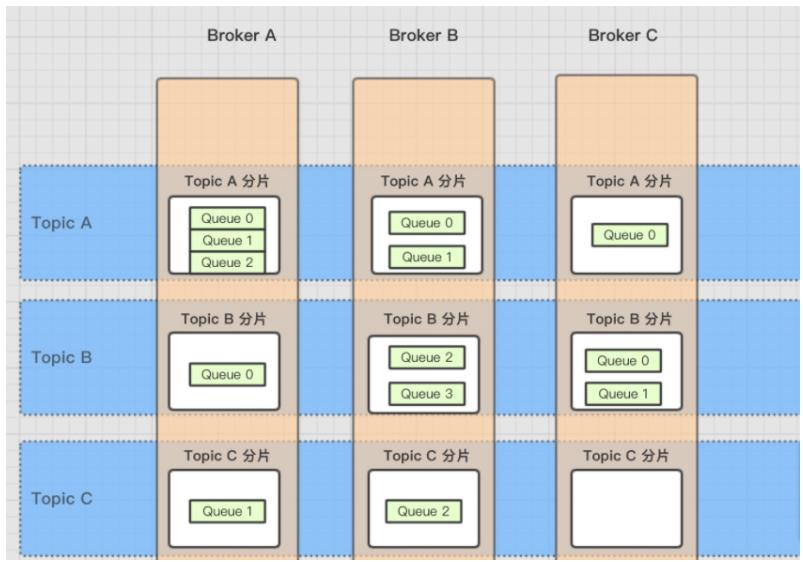 Broker A Broker B Broker C
Topic A 分片 Topic A 分片 Topic A 分片
Topic A
Queue 0
Queue 1
Queue 2
Queue 0
Queue 1
Queue 0
Topic B 分片 Topic B 分片 Topic B 分片
Topic B
Queue 0
Queue 2
Queue 3
Queue 0
Queue 1
Topic C 分片 Topic C 分片 Topic C 分片
Topic C
Queue 1
Queue 2